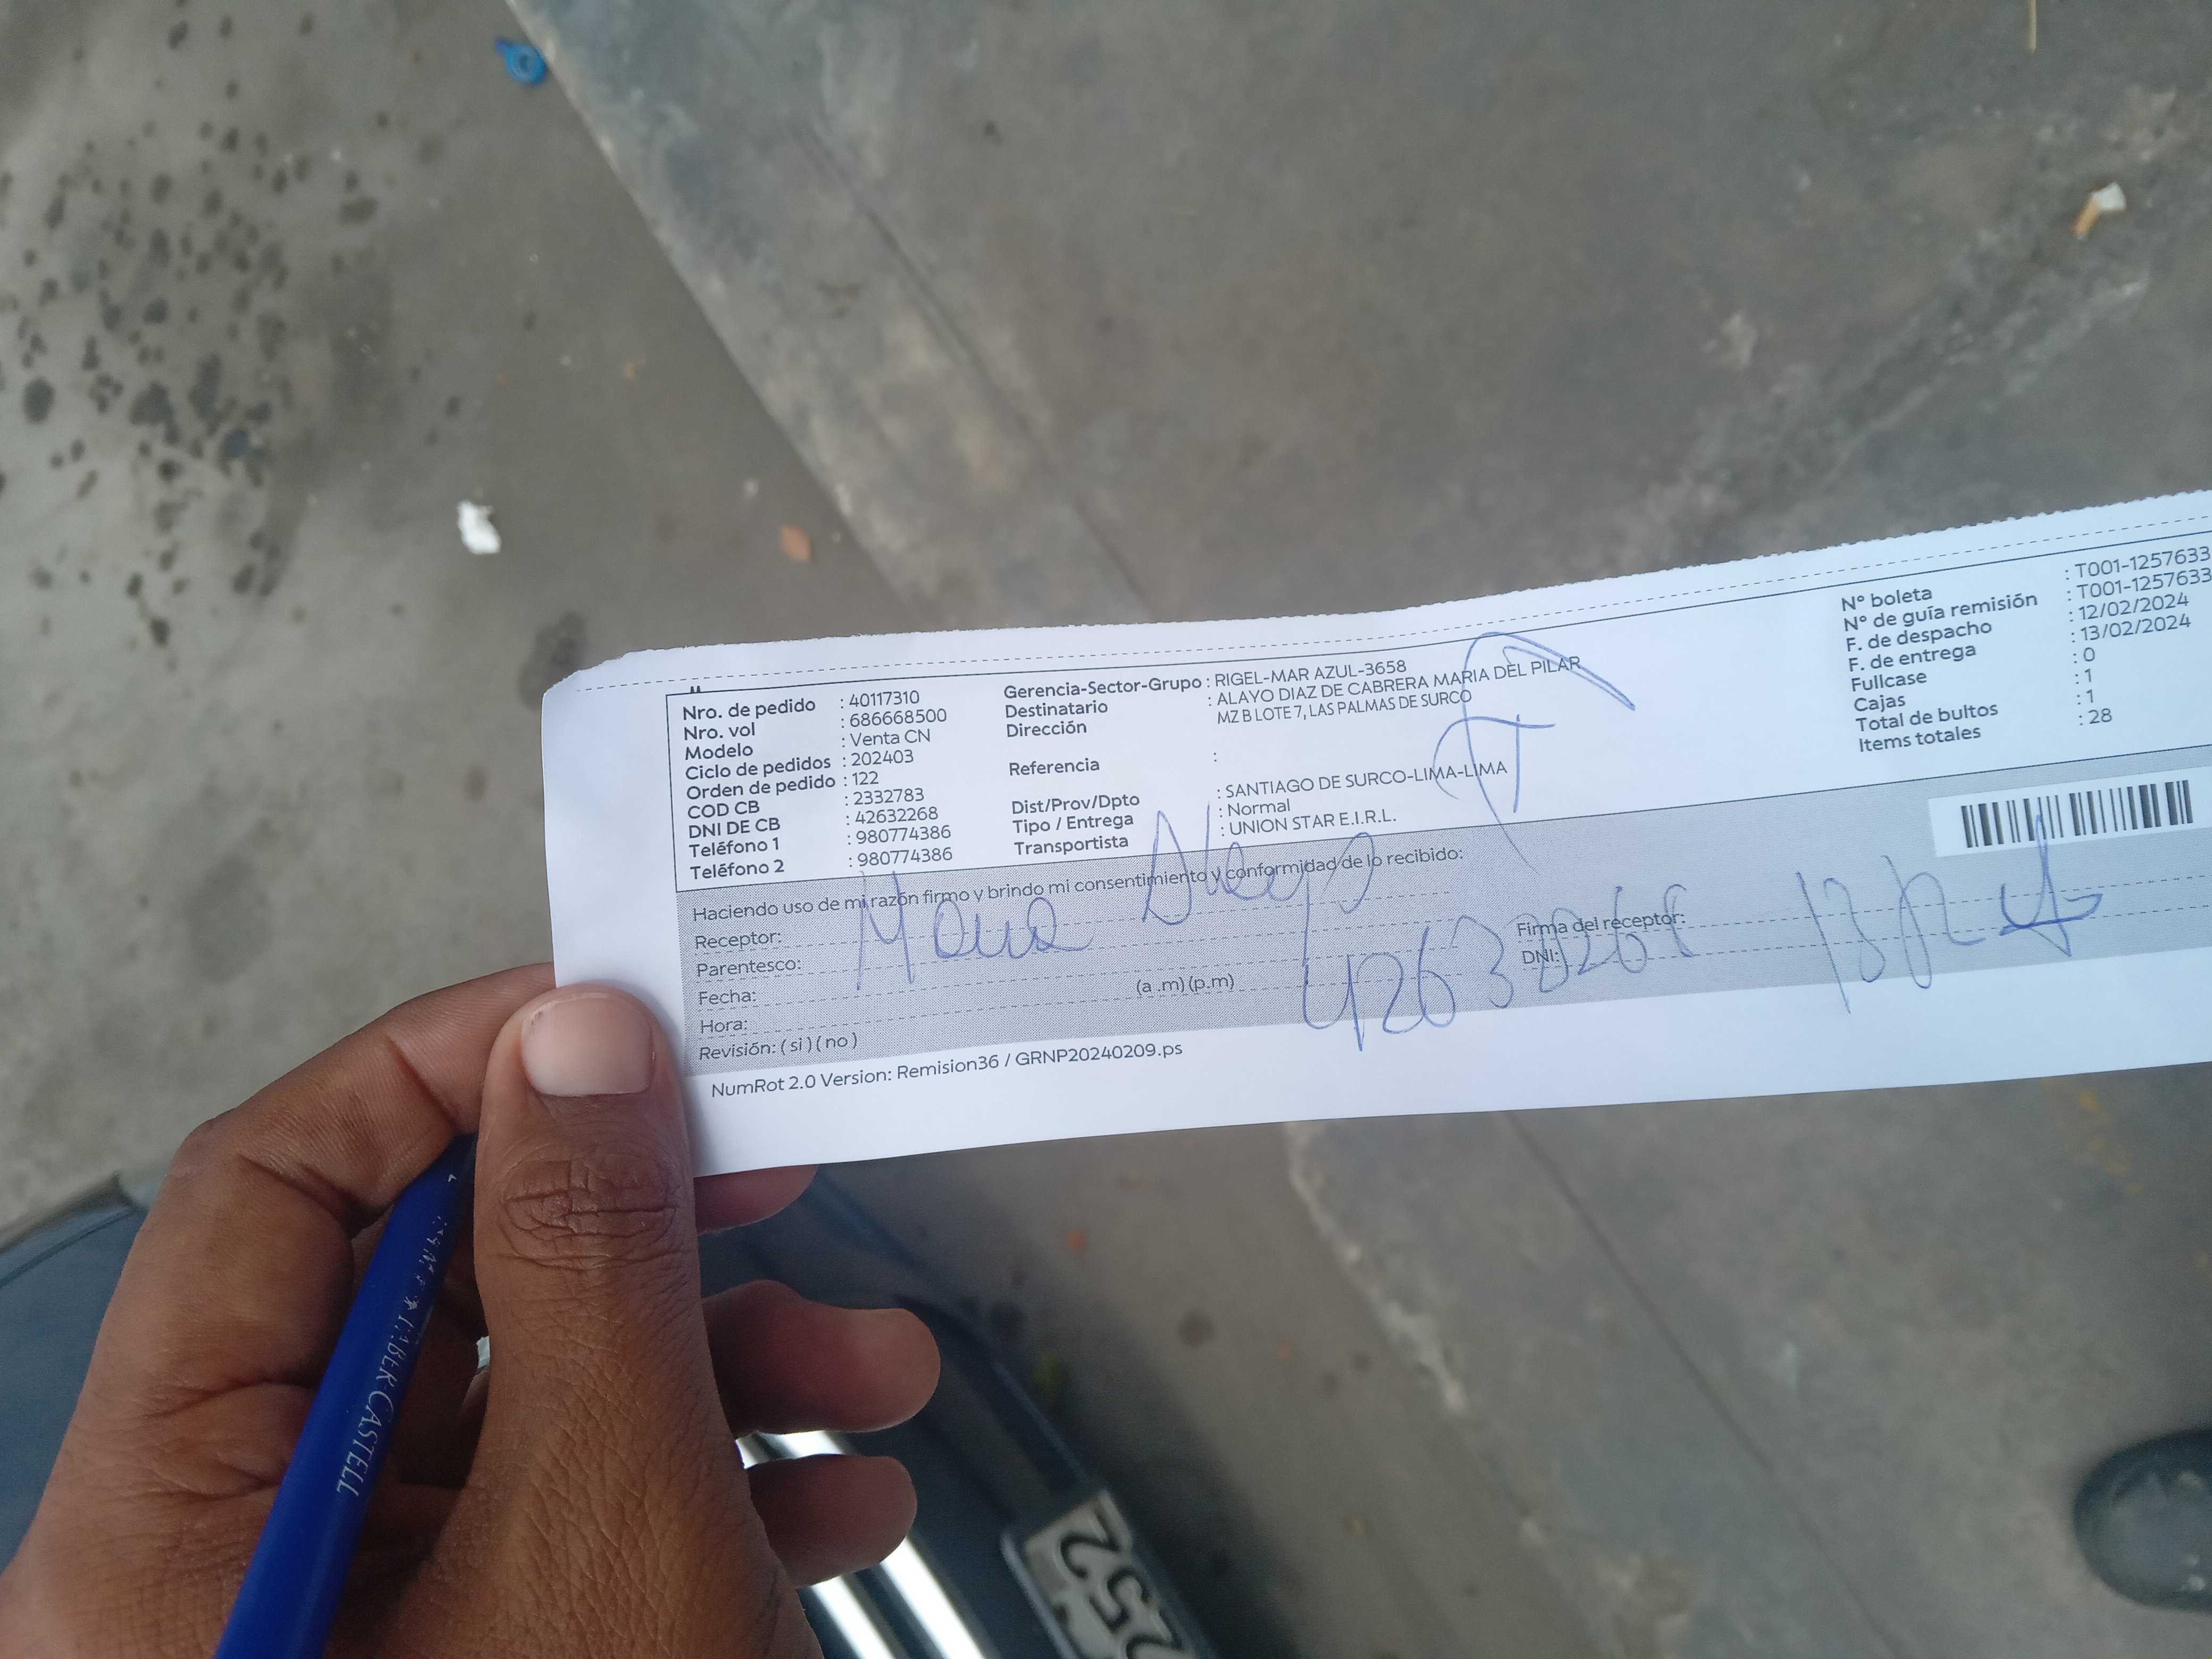 Nro. de pedido : 40117310
Nro. vol : 686668500
Modelo : Venta CN
Ciclo de pedidos : 202403
Orden de pedido : 122
COD CB : 2332783
DNI DE CB : 42632268
Teléfono 1 : 980774386
Teléfono 2 : 980774386
Gerencia-Sector-Grupo : RIGEL-MAR AZUL-3658
Destinatario : ALAYO DIAZ DE CABRERA MARIA DEL PILAR
Dirección MZ B LOTE 7, LAS PALMAS DE SURCO
Referencia :
Dist/Prov/Dpto : SANTIAGO DE SURCO-LIMA-LIMA
Tipo / Entrega : Normal
Transportista : UNION STAR E.I.R.L.
N° boleta : T001-1257633
N° de guía remisión : T001-1257633
F. de despacho : 12/02/2024
F. de entrega : 13/02/2024
Fullcase : 0
Cajas : 1
Total de bultos : 1
Items totales : 28
Haciendo uso de mi razón firmo y brindo mi consentimiento y conformidad de lo recibido:
Receptor:
Parentesco:
Fecha:
Hora: (a .m) (p.m)
Revisión: ( si ) ( no )
Firma del receptor:
DNI:
NumRot 2.0 Version: Remision36 / GRNP20240209.ps
CASTELL
252